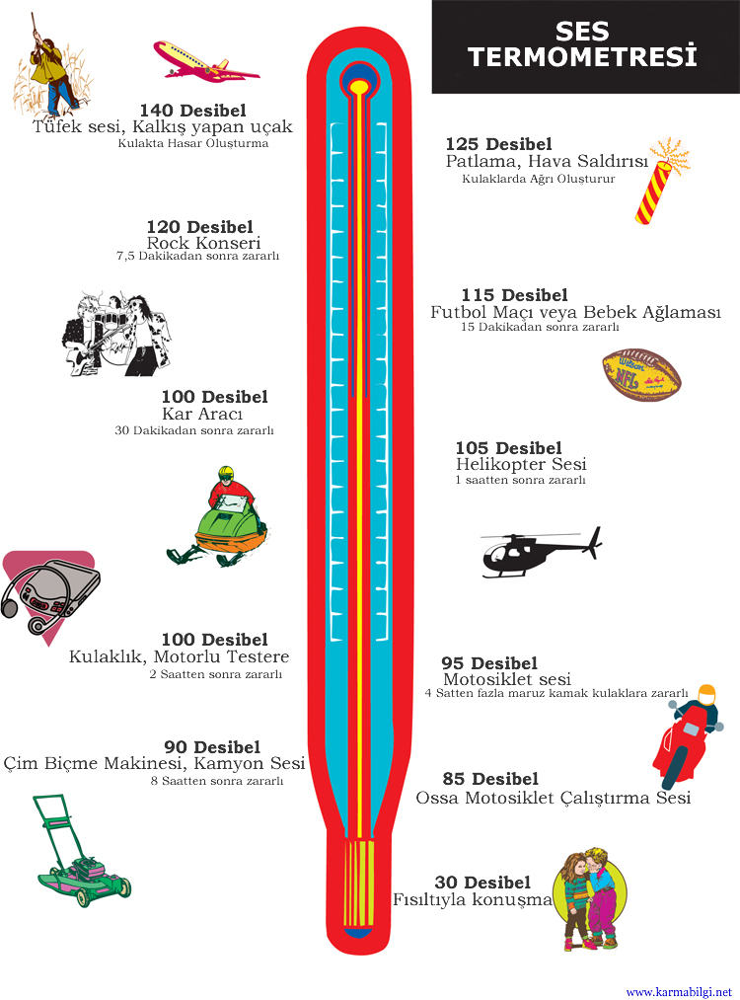 SES
TERMOMETRESİ
140 Desibel
Tüfek sesi, Kalkış yapan uçak
Kulakta Hasar Oluşturma
125 Desibel
Patlama, Hava Saldırısı
Kulaklarda Ağrı Oluşturur
120 Desibel
Rock Konseri
7,5 Dakikadan sonra zararlı
115 Desibel
Futbol Maçı veya Bebek Ağlaması
15 Dakikadan sonra zararlı
Wilson
NFL
100 Desibel
Kar Aracı
30 Dakikadan sonra zararlı
105 Desibel
Helikopter Sesi
1 saatten sonra zararlı
100 Desibel
Kulaklık, Motorlu Testere
2 Saatten sonra zararlı
95 Desibel
Motosiklet sesi
4 Satten fazla maruz kamak kulaklara zararlı
90 Desibel
Çim Biçme Makinesi, Kamyon Sesi
8 Saatten sonra zararlı
85 Desibel
Ossa Motosiklet Çalıştırma Sesi
30 Desibel
Fısıltıyla konuşma
www.karmabilgi.net